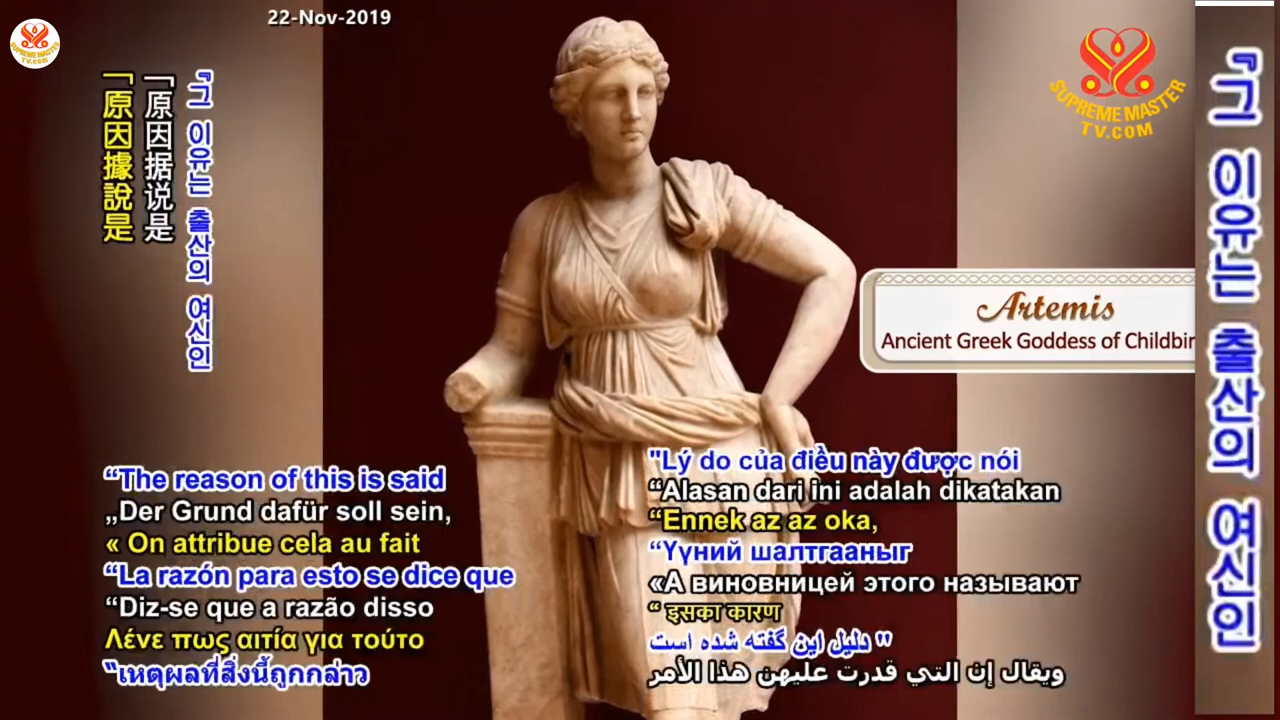 22-Nov-2019
SUPREME MASTER
TV.com
SUPREME MASTER
TV.COM
『그 이유는 출산의 여신인
「原因据说是
「原因據說是
『그 이유는 출산의 여신인
Artemis
Ancient Greek Goddess of Childbir
“The reason of this is said
„Der Grund dafür soll sein,
« On attribue cela au fait
“La razón para esto se dice que
“Diz-se que a razão disso
Λένε πως αιτία για τούτο
“เหตุผลที่สิ่งนี้ถูกกล่าว
"Lý do của điều này được nói
“Alasan dari ini adalah dikatakan
“Ennek az az oka,
“Үүний шалтгааныг
«А виновницей этого называют
“ इसका कारण
" دلیل این گفته شده است
ويقال إن التي قدرت عليهن هذا الأمر